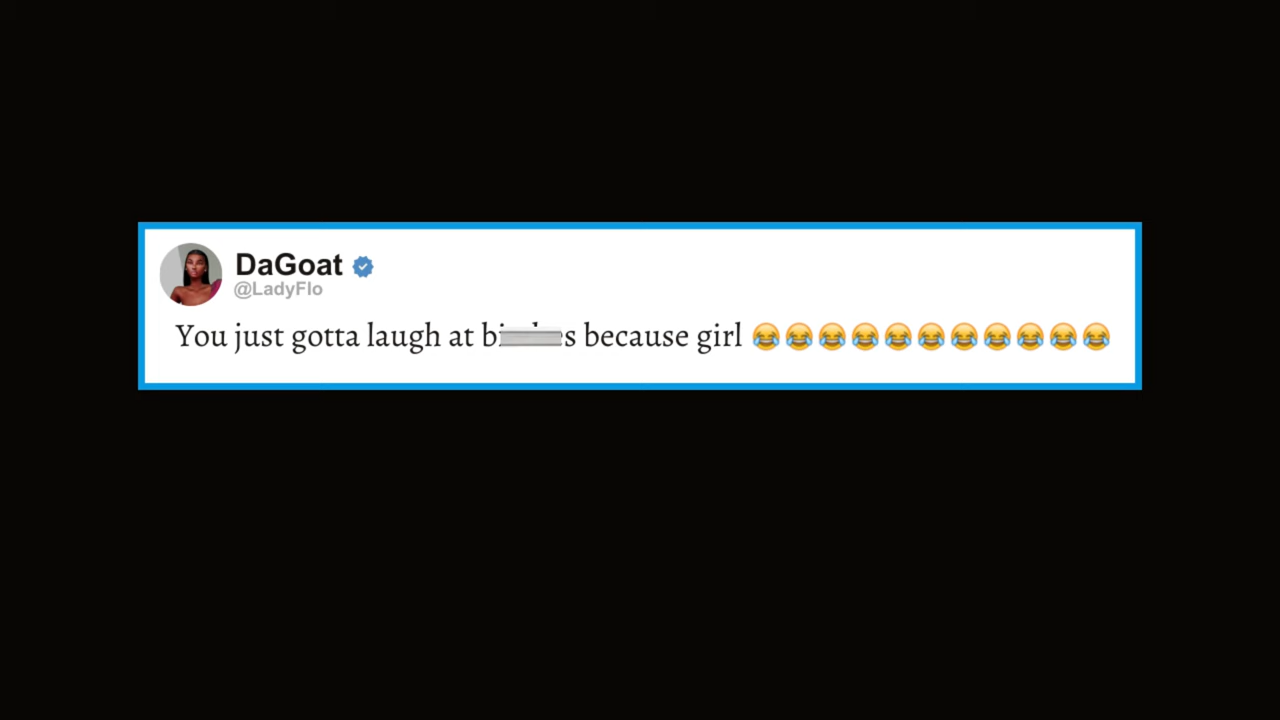 DaGoat
@LadyFlo
You just gotta laugh at because girl 😂😂😂😂😂😂😂😂😂😂😂